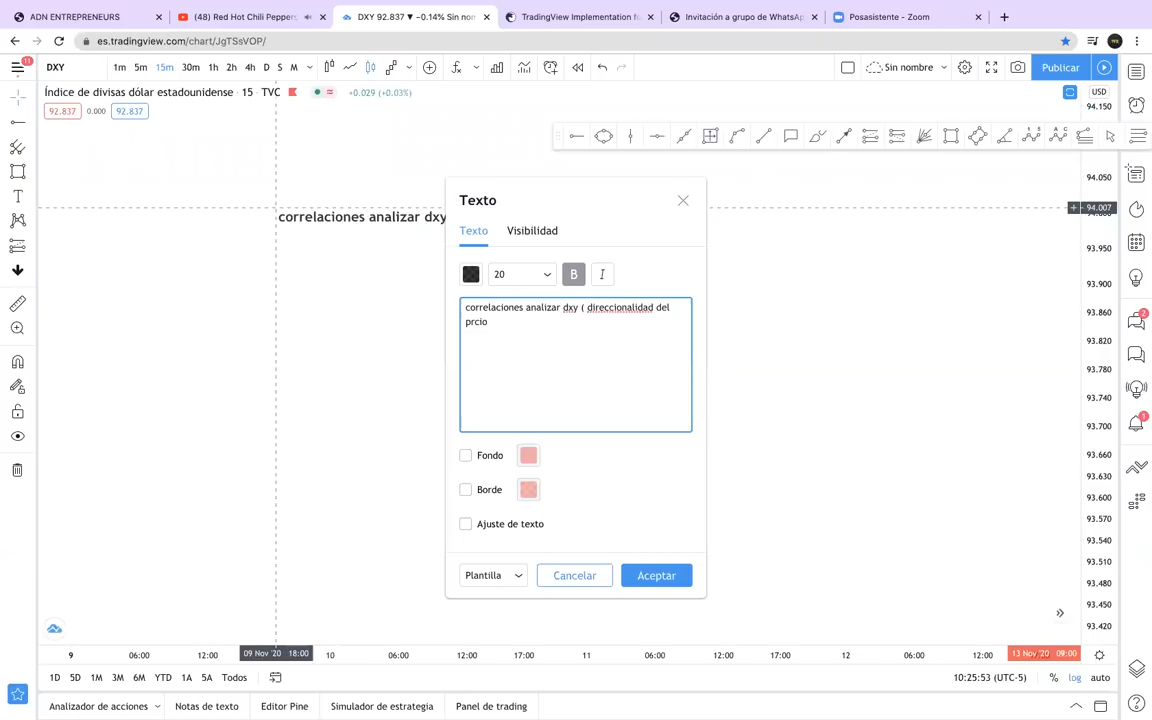 ADN ENTREPRENEURS
(48) Red Hot Chili Peppers
DXY 92.837 ▼ −0.14% Sin nom
TradingView Implementation fo
Invitación a grupo de WhatsAp
Posasistente - Zoom
es.tradingview.com/chart/JgTSsVOP/
11
DXY
1m 5m 15m 30m 1h 2h 4h D S M
Sin nombre
Publicar
Índice de divisas dólar estadounidense · 15 · TVC
+0.029 (+0.03%)
USD
92.837 0.000 92.837
94.150
94.050
94.007
93.950
93.900
93.860
93.820
93.780
93.740
93.700
93.660
93.630
93.600
93.570
93.540
93.510
93.480
93.450
93.420
correlaciones analizar dxy
Texto
Texto Visibilidad
20 B I
correlaciones analizar dxy ( direccionalidad del
prcio
Fondo
Borde
Ajuste de texto
Plantilla Cancelar Aceptar
2
1
9 06:00 12:00 09 Nov '20 18:00 10 06:00 12:00 17:00 11 06:00 12:00 17:00 12 06:00 12:00 13 Nov '20 09:00
1D 5D 1M 3M 6M YTD 1A 5A Todos
10:25:53 (UTC-5) % log auto
Analizador de acciones Notas de texto Editor Pine Simulador de estrategia Panel de trading